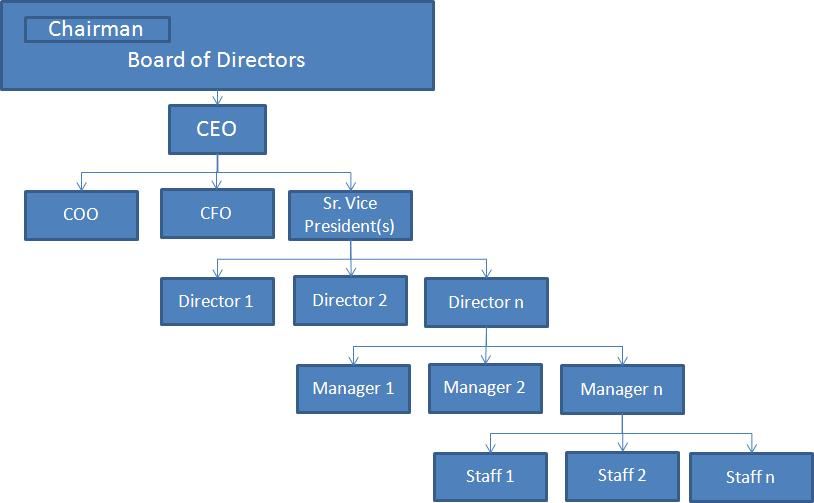 Chairman
Board of Directors
CEO
COO
CFO
Sr. Vice
President(s)
Director 1
Director 2
Director n
Manager 1
Manager 2
Manager n
Staff 1
Staff 2
Staff n